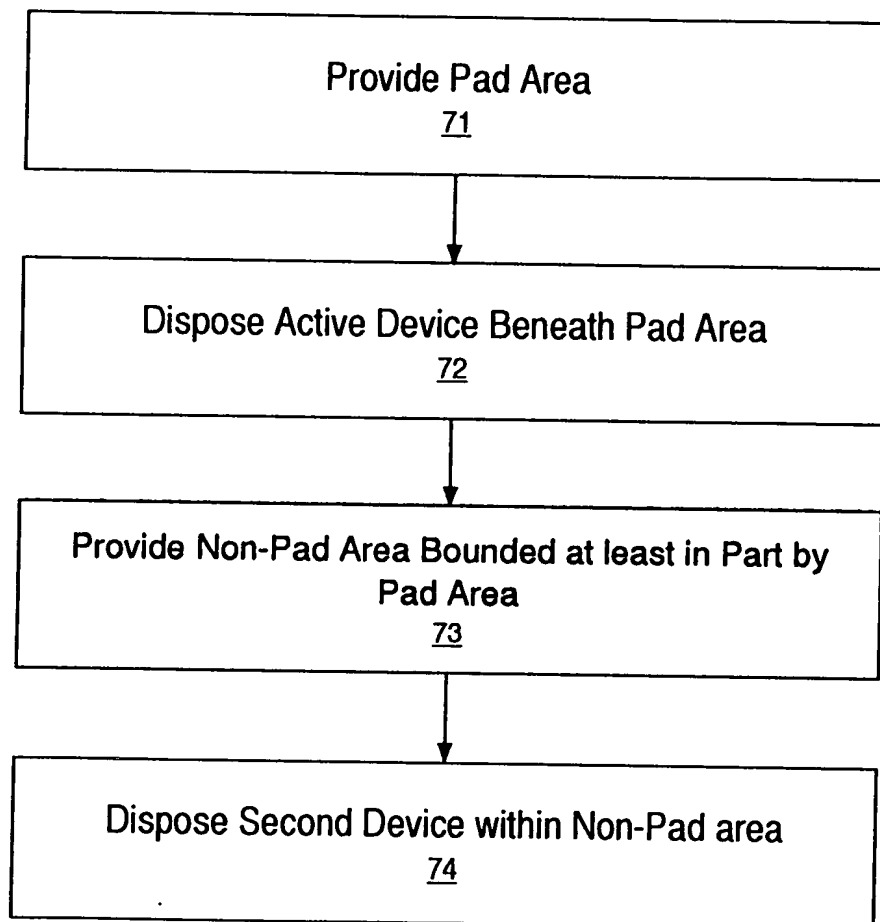 Provide Pad Area
71
Dispose Active Device Beneath Pad Area
72
Provide Non-Pad Area Bounded at least in Part by
Pad Area
73
Dispose Second Device within Non-Pad area
74